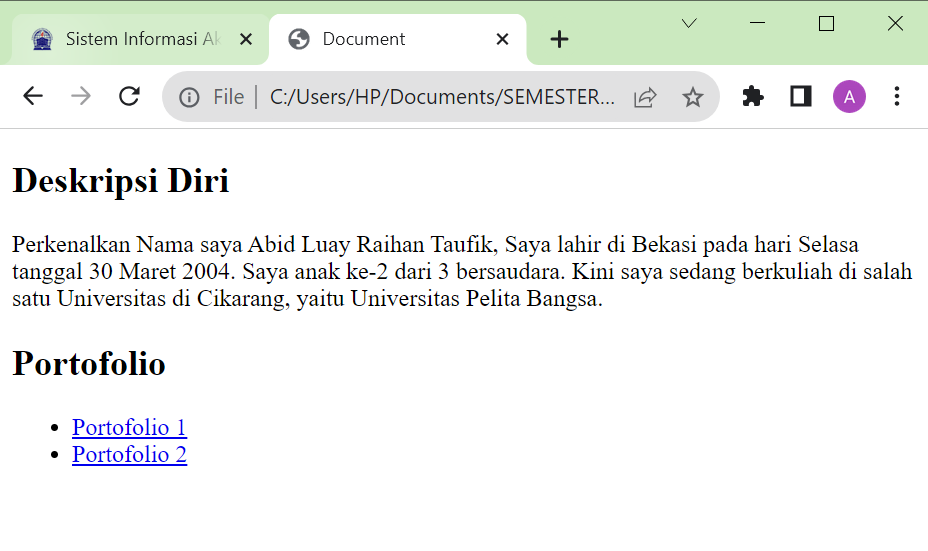 Sistem Informasi Ak
Document
File
C:/Users/HP/Documents/SEMESTER...
A
Deskripsi Diri
Perkenalkan Nama saya Abid Luay Raihan Taufik, Saya lahir di Bekasi pada hari Selasa
tanggal 30 Maret 2004. Saya anak ke-2 dari 3 bersaudara. Kini saya sedang berkuliah di salah
satu Universitas di Cikarang, yaitu Universitas Pelita Bangsa.
Portofolio
• Portofolio 1
• Portofolio 2